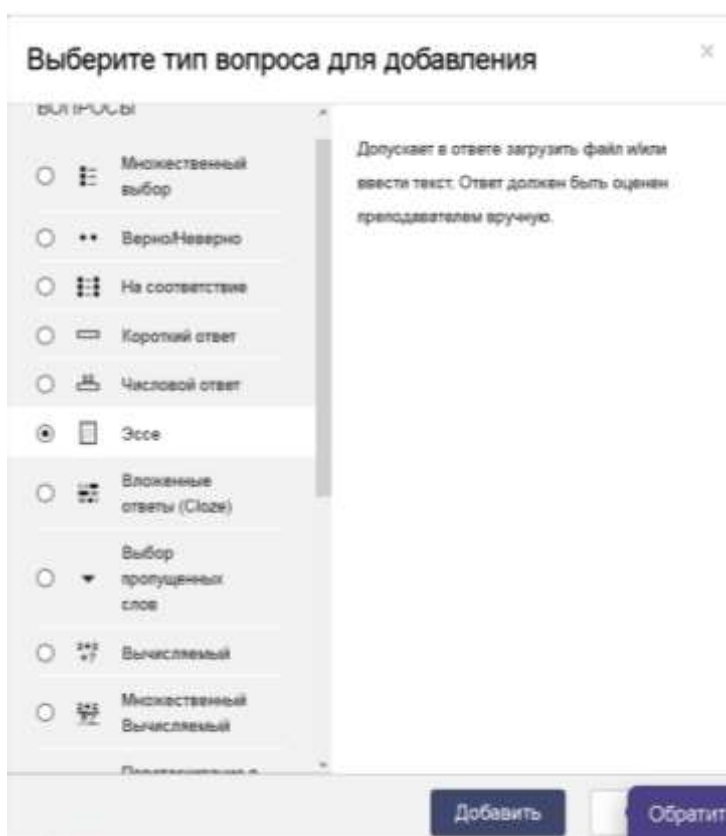 Выберите тип вопроса для добавления
ВОПРОСЫ
Множественный
выбор
Верно/Неверно
На соответствие
Короткий ответ
Числовой ответ
Эссе
Вложенные
ответы (Cloze)
Выбор
пропущенных
слов
Вычисляемый
Множественный
Вычисляемый
Допускает в ответе загрузить файл и/или
ввести текст. Ответ должен быть оценен
преподавателем вручную.
Добавить
Обратит